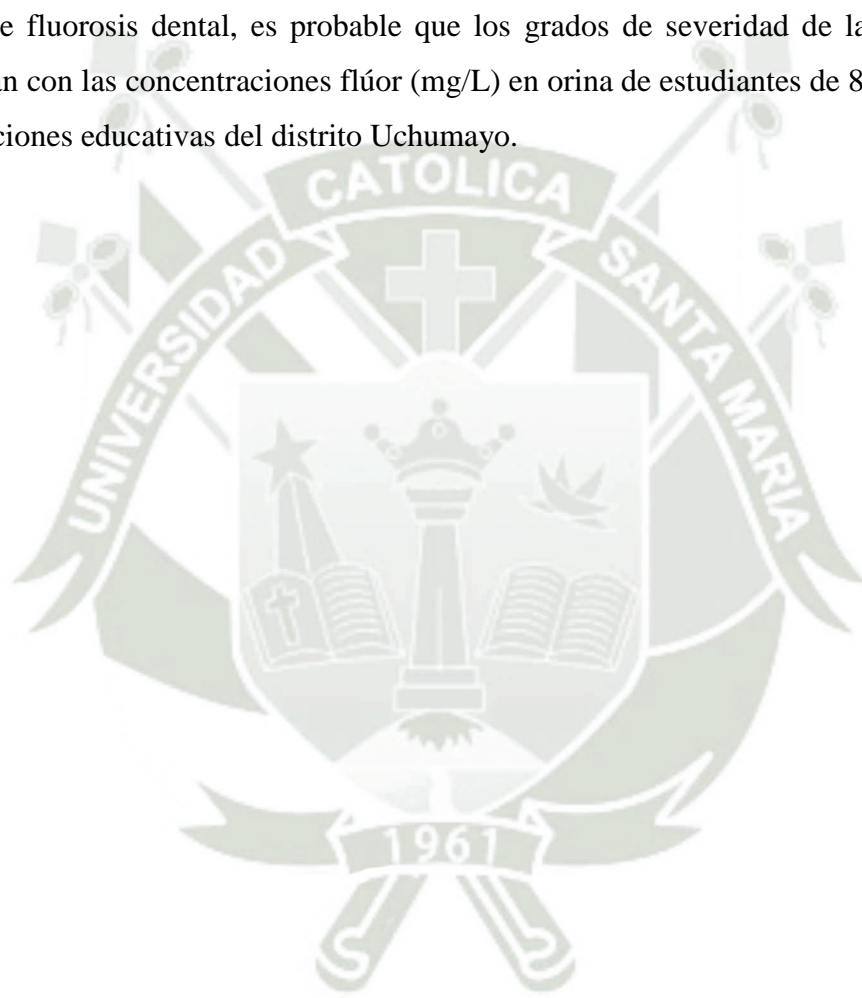 e fluorosis dental, es probable que los grados de severidad de la
an con las concentraciones flúor (mg/L) en orina de estudiantes de 8
ciones educativas del distrito Uchumayo.
UNIVERSIDAD CATOLICA SANTA MARIA
1961